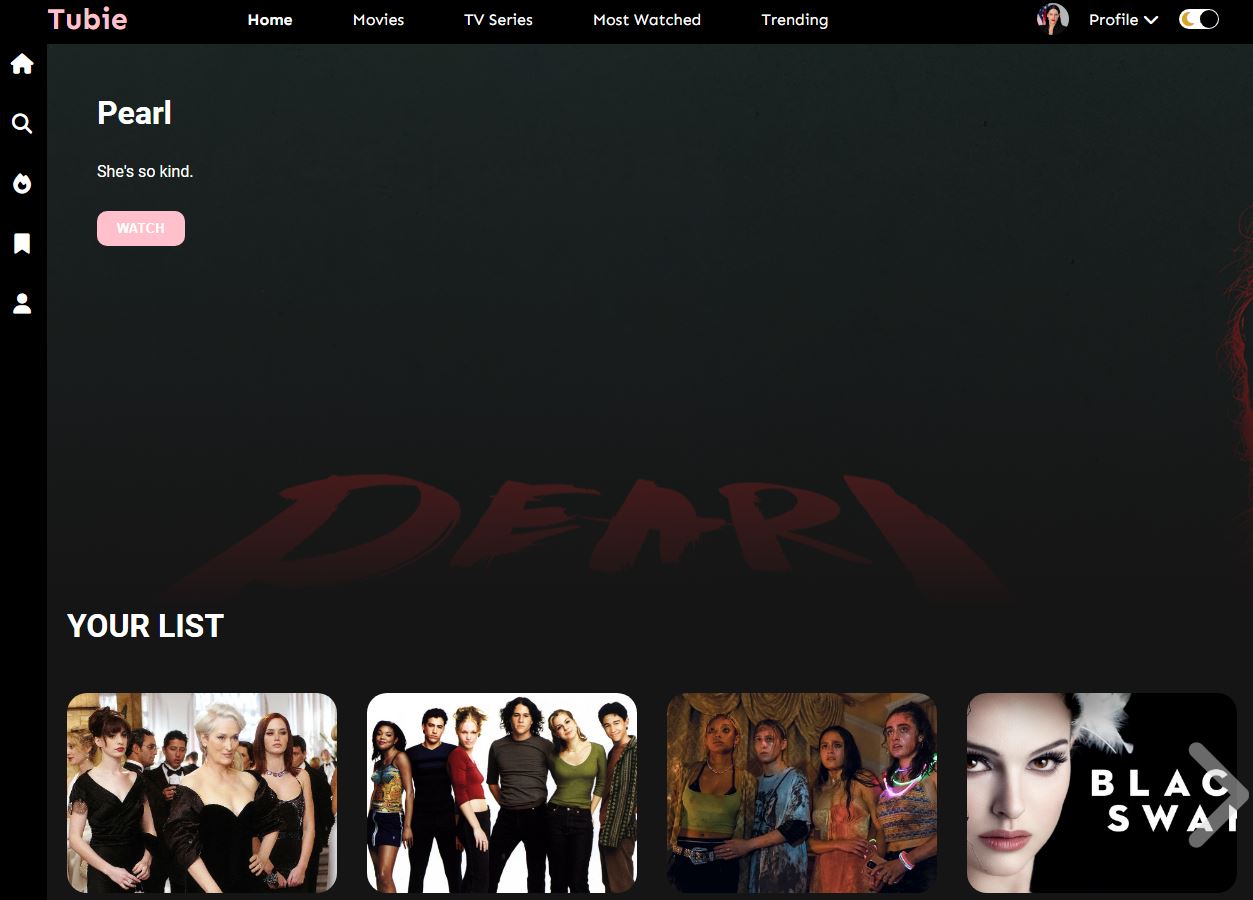 Tubie
Home Movies TV Series Most Watched Trending Profile
Pearl
She's so kind.
WATCH
PEARL
YOUR LIST
BLAC
SWA